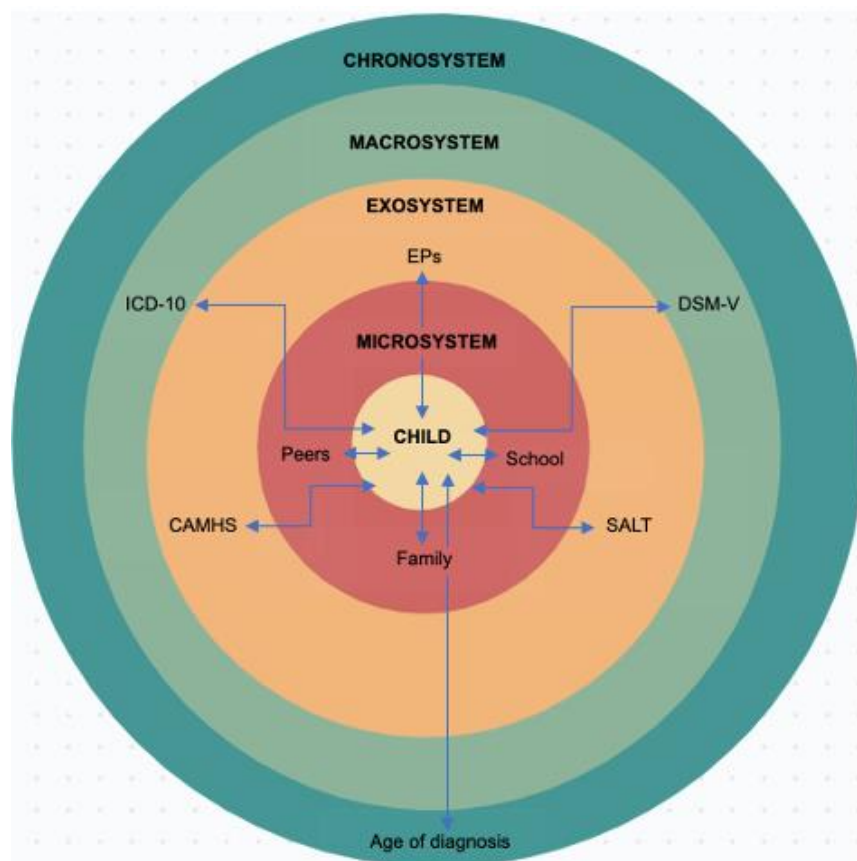 CHRONOSYSTEM
MACROSYSTEM
EXOSYSTEM
EPs
ICD-10
DSM-V
MICROSYSTEM
CHILD
Peers
School
CAMHS
SALT
Family
Age of diagnosis